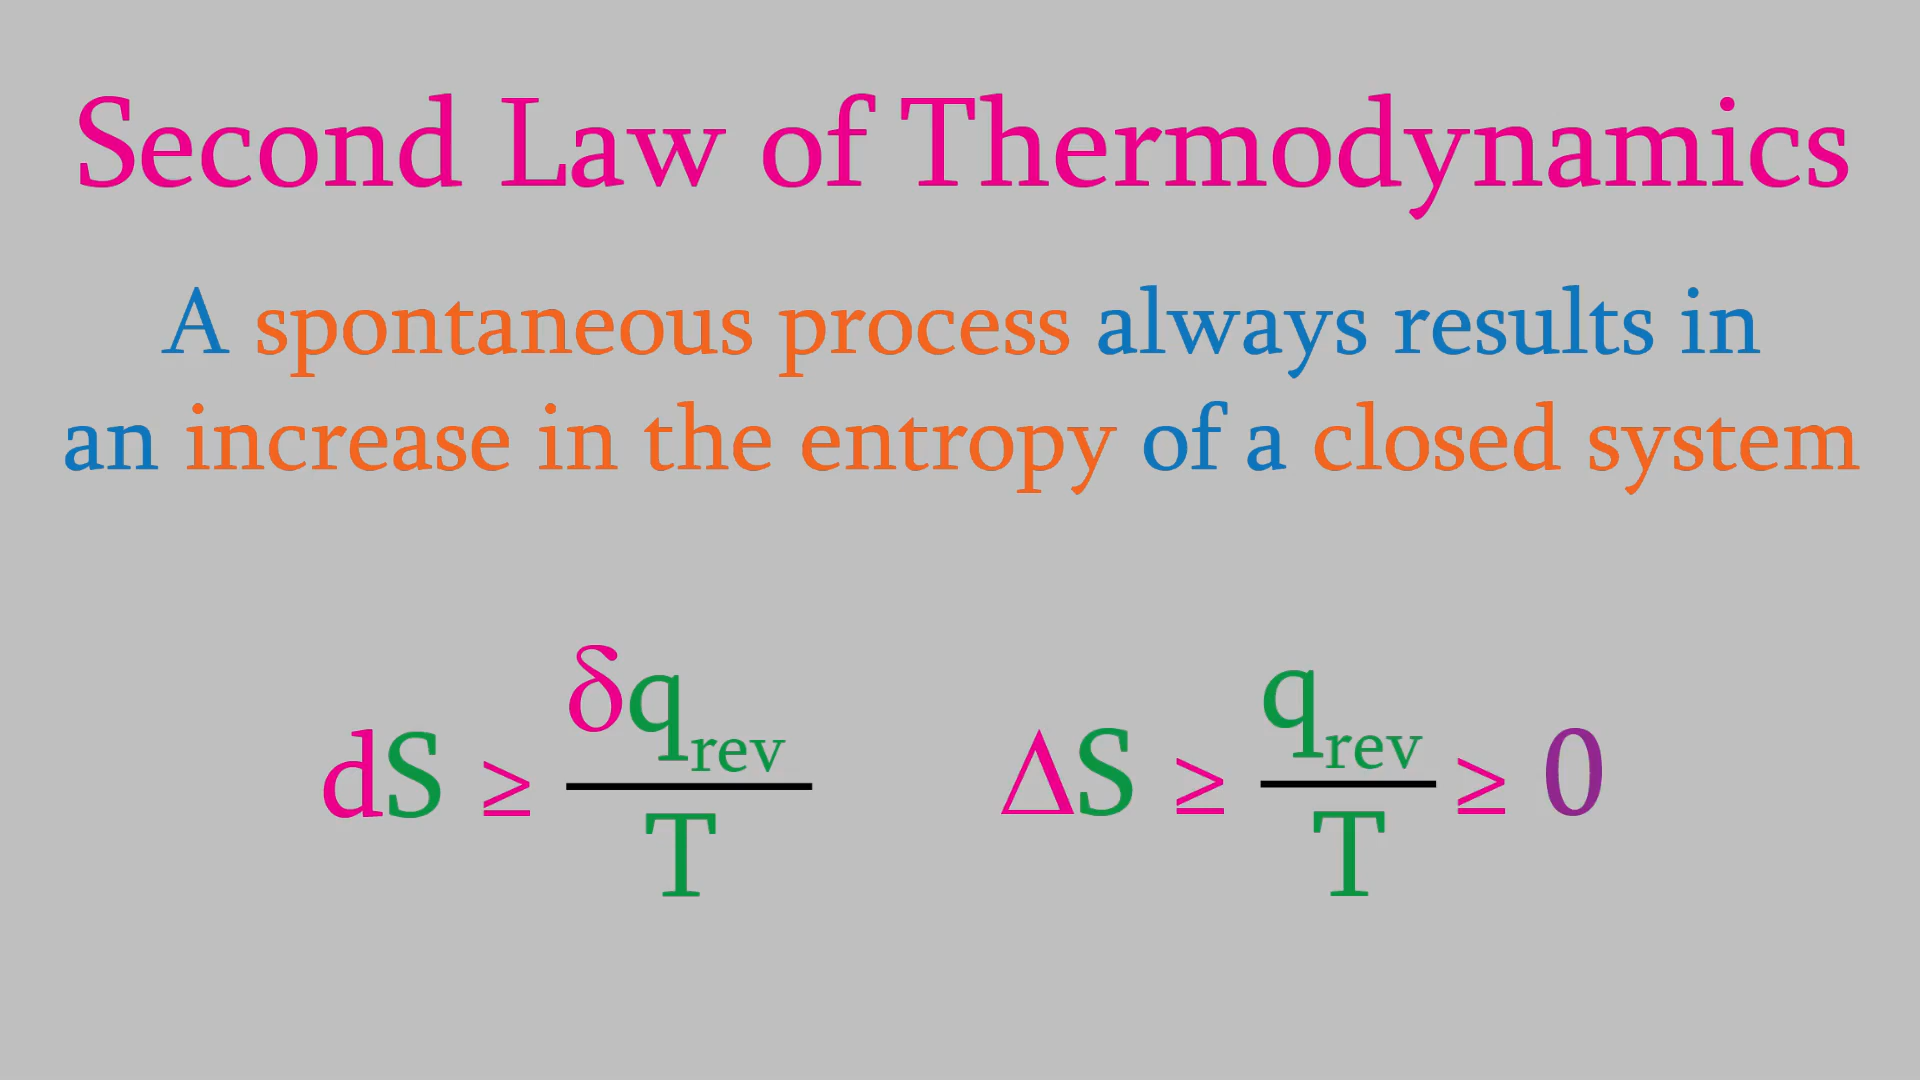 Second Law of Thermodynamics
A spontaneous process always results in
an increase in the entropy of a closed system
dS ≥ δq_rev / T
ΔS ≥ q_rev / T ≥ 0